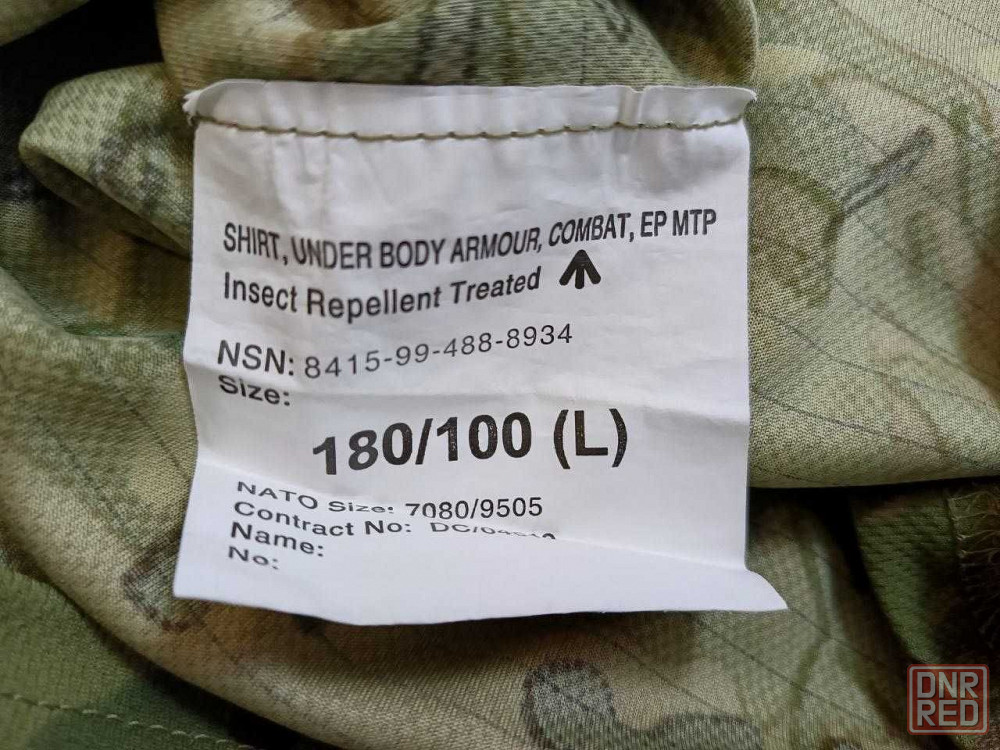 SHIRT, UNDER BODY ARMOUR, COMBAT, EP MTP
Insect Repellent Treated
NSN: 8415-99-488-8934
Size:
180/100 (L)
NATO Size: 7080/9505
Contract No:
Name:
No:
DNR
RED